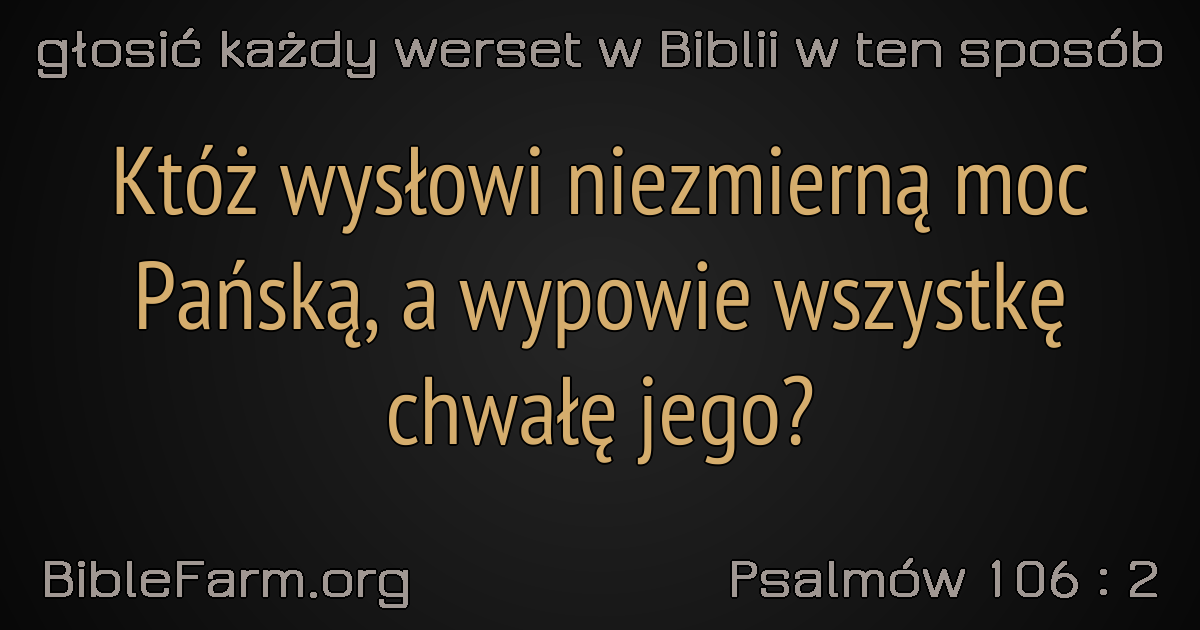 głosić każdy werset w Biblii w ten sposób
Któż wysłowi niezmierną moc
Pańską, a wypowie wszystkę
chwałę jego?
BibleFarm.org
Psalmów 106 : 2